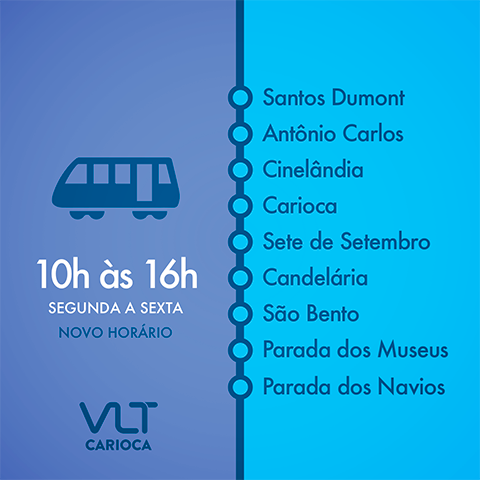 10h às 16h
SEGUNDA A SEXTA
NOVO HORÁRIO
VLT
CARIOCA
Santos Dumont
Antônio Carlos
Cinelândia
Carioca
Sete de Setembro
Candelária
São Bento
Parada dos Museus
Parada dos Navios